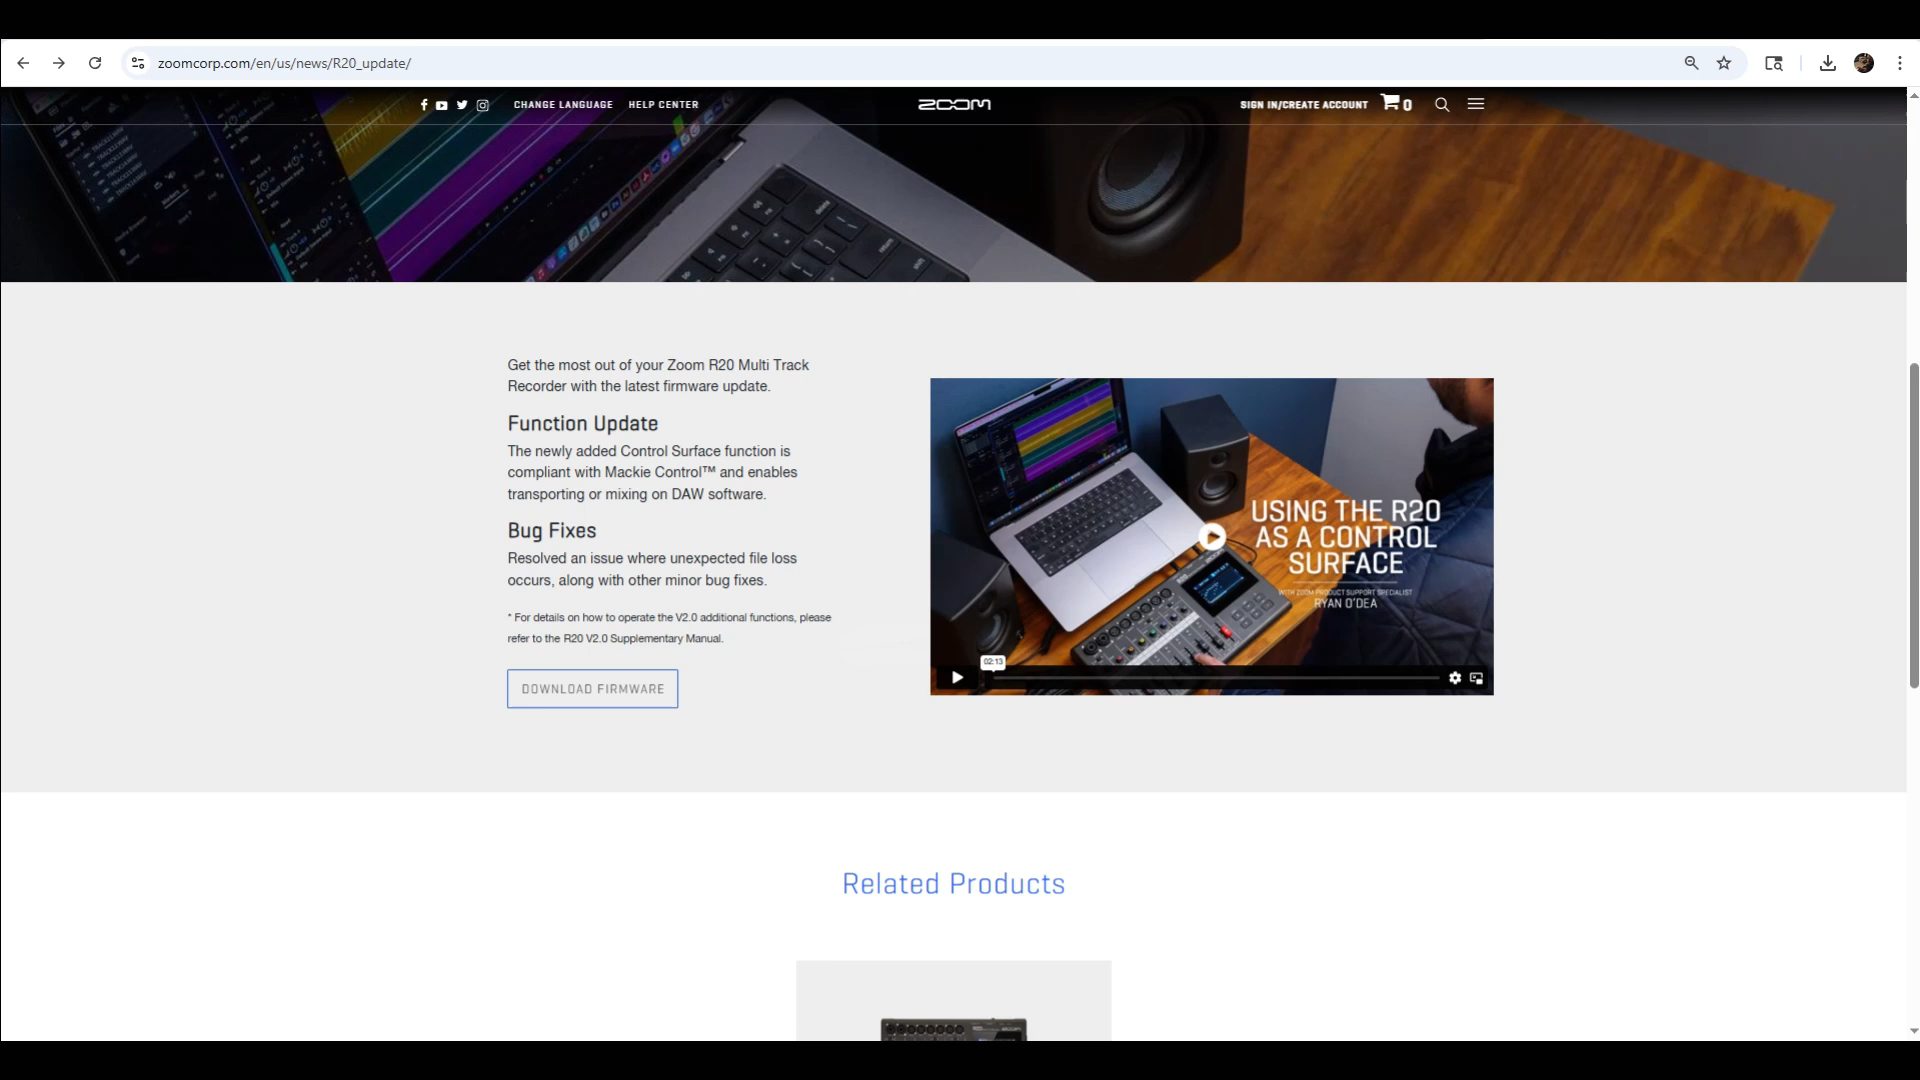 zoomcorp.com/en/us/news/R20_update/
CHANGE LANGUAGE HELP CENTER
ZOOM
SIGN IN/CREATE ACCOUNT 0
Get the most out of your Zoom R20 Multi Track
Recorder with the latest firmware update.
Function Update
The newly added Control Surface function is
compliant with Mackie Control™ and enables
transporting or mixing on DAW software.
Bug Fixes
Resolved an issue where unexpected file loss
occurs, along with other minor bug fixes.
* For details on how to operate the V2.0 additional functions, please
refer to the R20 V2.0 Supplementary Manual.
DOWNLOAD FIRMWARE
USING THE R20
AS A CONTROL
SURFACE
WITH ZOOM PRODUCT SUPPORT SPECIALIST
RYAN O'DEA
02:13
Related Products